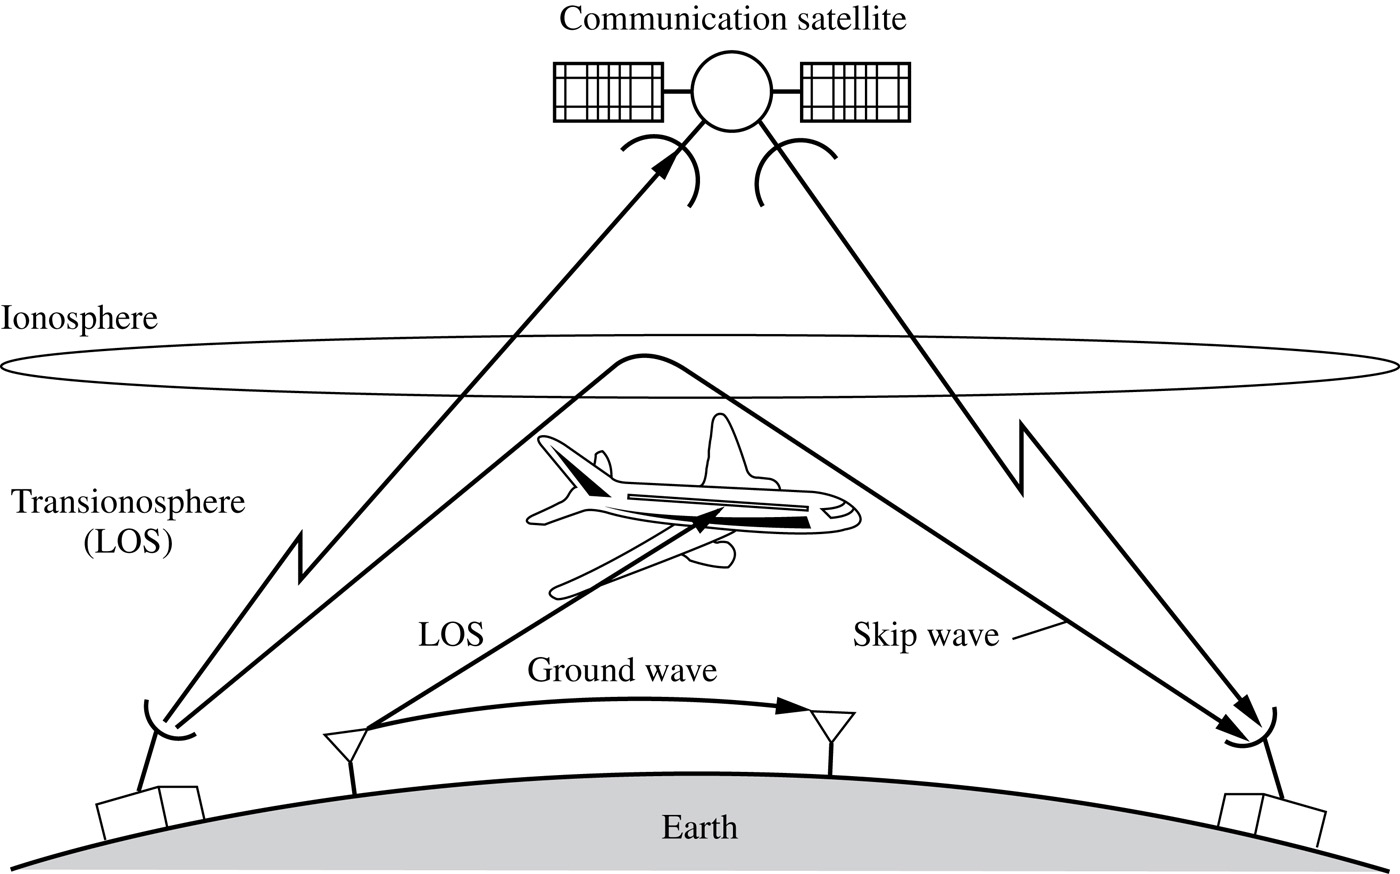 Communication satellite
Ionosphere
Transionosphere
(LOS)
LOS
Skip wave
Ground wave
Earth